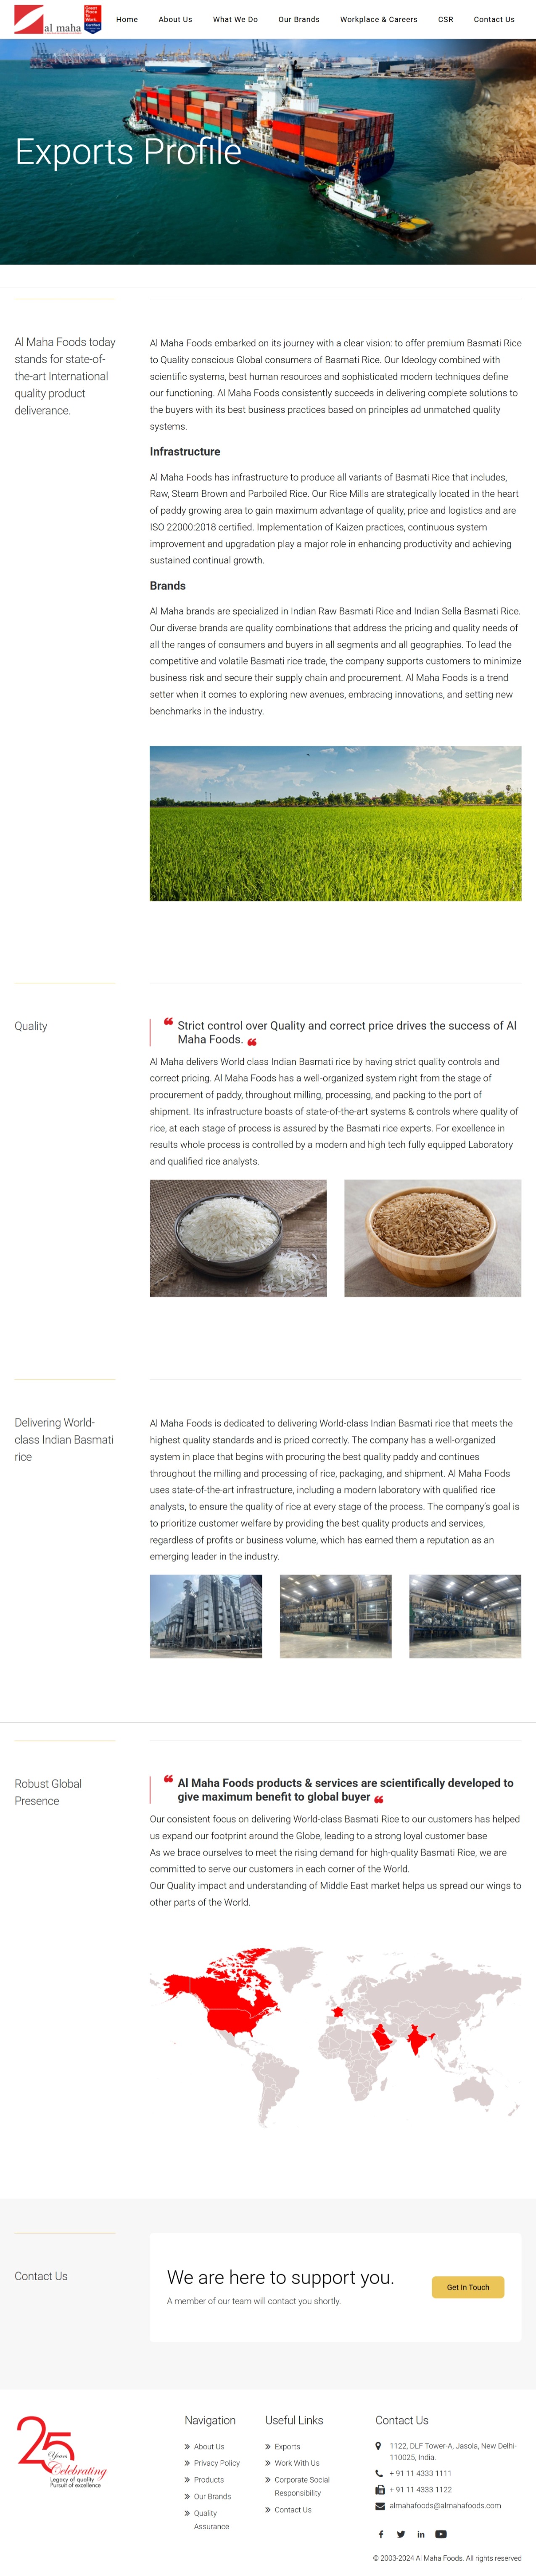 al maha
Great
Place
To
Work.
Certified
Home
About Us
What We Do
Our Brands
Workplace & Careers
CSR
Contact Us
Exports Profile
Al Maha Foods today
stands for state-of-
the-art International
quality product
deliverance.
Al Maha Foods embarked on its journey with a clear vision: to offer premium Basmati Rice
to Quality conscious Global consumers of Basmati Rice. Our Ideology combined with
scientific systems, best human resources and sophisticated modern techniques define
our functioning. Al Maha Foods consistently succeeds in delivering complete solutions to
the buyers with its best business practices based on principles ad unmatched quality
systems.
Infrastructure
Al Maha Foods has infrastructure to produce all variants of Basmati Rice that includes,
Raw, Steam Brown and Parboiled Rice. Our Rice Mills are strategically located in the heart
of paddy growing area to gain maximum advantage of quality, price and logistics and are
ISO 22000:2018 certified. Implementation of Kaizen practices, continuous system
improvement and upgradation play a major role in enhancing productivity and achieving
sustained continual growth.
Brands
Al Maha brands are specialized in Indian Raw Basmati Rice and Indian Sella Basmati Rice.
Our diverse brands are quality combinations that address the pricing and quality needs of
all the ranges of consumers and buyers in all segments and all geographies. To lead the
competitive and volatile Basmati rice trade, the company supports customers to minimize
business risk and secure their supply chain and procurement. Al Maha Foods is a trend
setter when it comes to exploring new avenues, embracing innovations, and setting new
benchmarks in the industry.
Quality
❝ Strict control over Quality and correct price drives the success of Al
Maha Foods. ❝
Al Maha delivers World class Indian Basmati rice by having strict quality controls and
correct pricing. Al Maha Foods has a well-organized system right from the stage of
procurement of paddy, throughout milling, processing, and packing to the port of
shipment. Its infrastructure boasts of state-of-the-art systems & controls where quality of
rice, at each stage of process is assured by the Basmati rice experts. For excellence in
results whole process is controlled by a modern and high tech fully equipped Laboratory
and qualified rice analysts.
Delivering World-
class Indian Basmati
rice
Al Maha Foods is dedicated to delivering World-class Indian Basmati rice that meets the
highest quality standards and is priced correctly. The company has a well-organized
system in place that begins with procuring the best quality paddy and continues
throughout the milling and processing of rice, packaging, and shipment. Al Maha Foods
uses state-of-the-art infrastructure, including a modern laboratory with qualified rice
analysts, to ensure the quality of rice at every stage of the process. The company's goal is
to prioritize customer welfare by providing the best quality products and services,
regardless of profits or business volume, which has earned them a reputation as an
emerging leader in the industry.
Robust Global
Presence
❝ Al Maha Foods products & services are scientifically developed to
give maximum benefit to global buyer ❝
Our consistent focus on delivering World-class Basmati Rice to our customers has helped
us expand our footprint around the Globe, leading to a strong loyal customer base
As we brace ourselves to meet the rising demand for high-quality Basmati Rice, we are
committed to serve our customers in each corner of the World.
Our Quality impact and understanding of Middle East market helps us spread our wings to
other parts of the World.
Contact Us
We are here to support you.
A member of our team will contact you shortly.
Get In Touch
25
Years
Celebrating
Legacy of quality
Pursuit of excellence
Navigation
About Us
Privacy Policy
Products
Our Brands
Quality
Assurance
Useful Links
Exports
Work With Us
Corporate Social
Responsibility
Contact Us
Contact Us
1122, DLF Tower-A, Jasola, New Delhi-
110025, India.
+ 91 11 4333 1111
+ 91 11 4333 1122
almahafoods@almahafoods.com
© 2003-2024 Al Maha Foods. All rights reserved